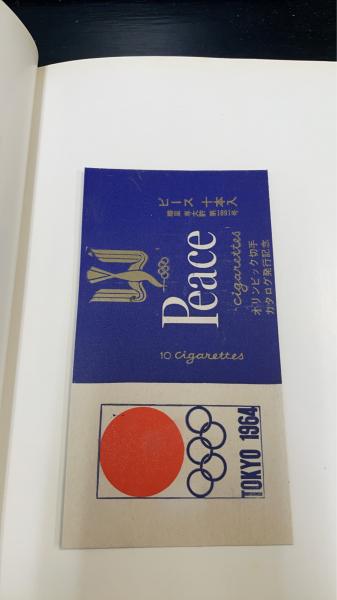 ピース 十本入
Peace
"cigarettes"
オリンピック切手
カタログ発行記念
10 cigarettes
TOKYO 1964